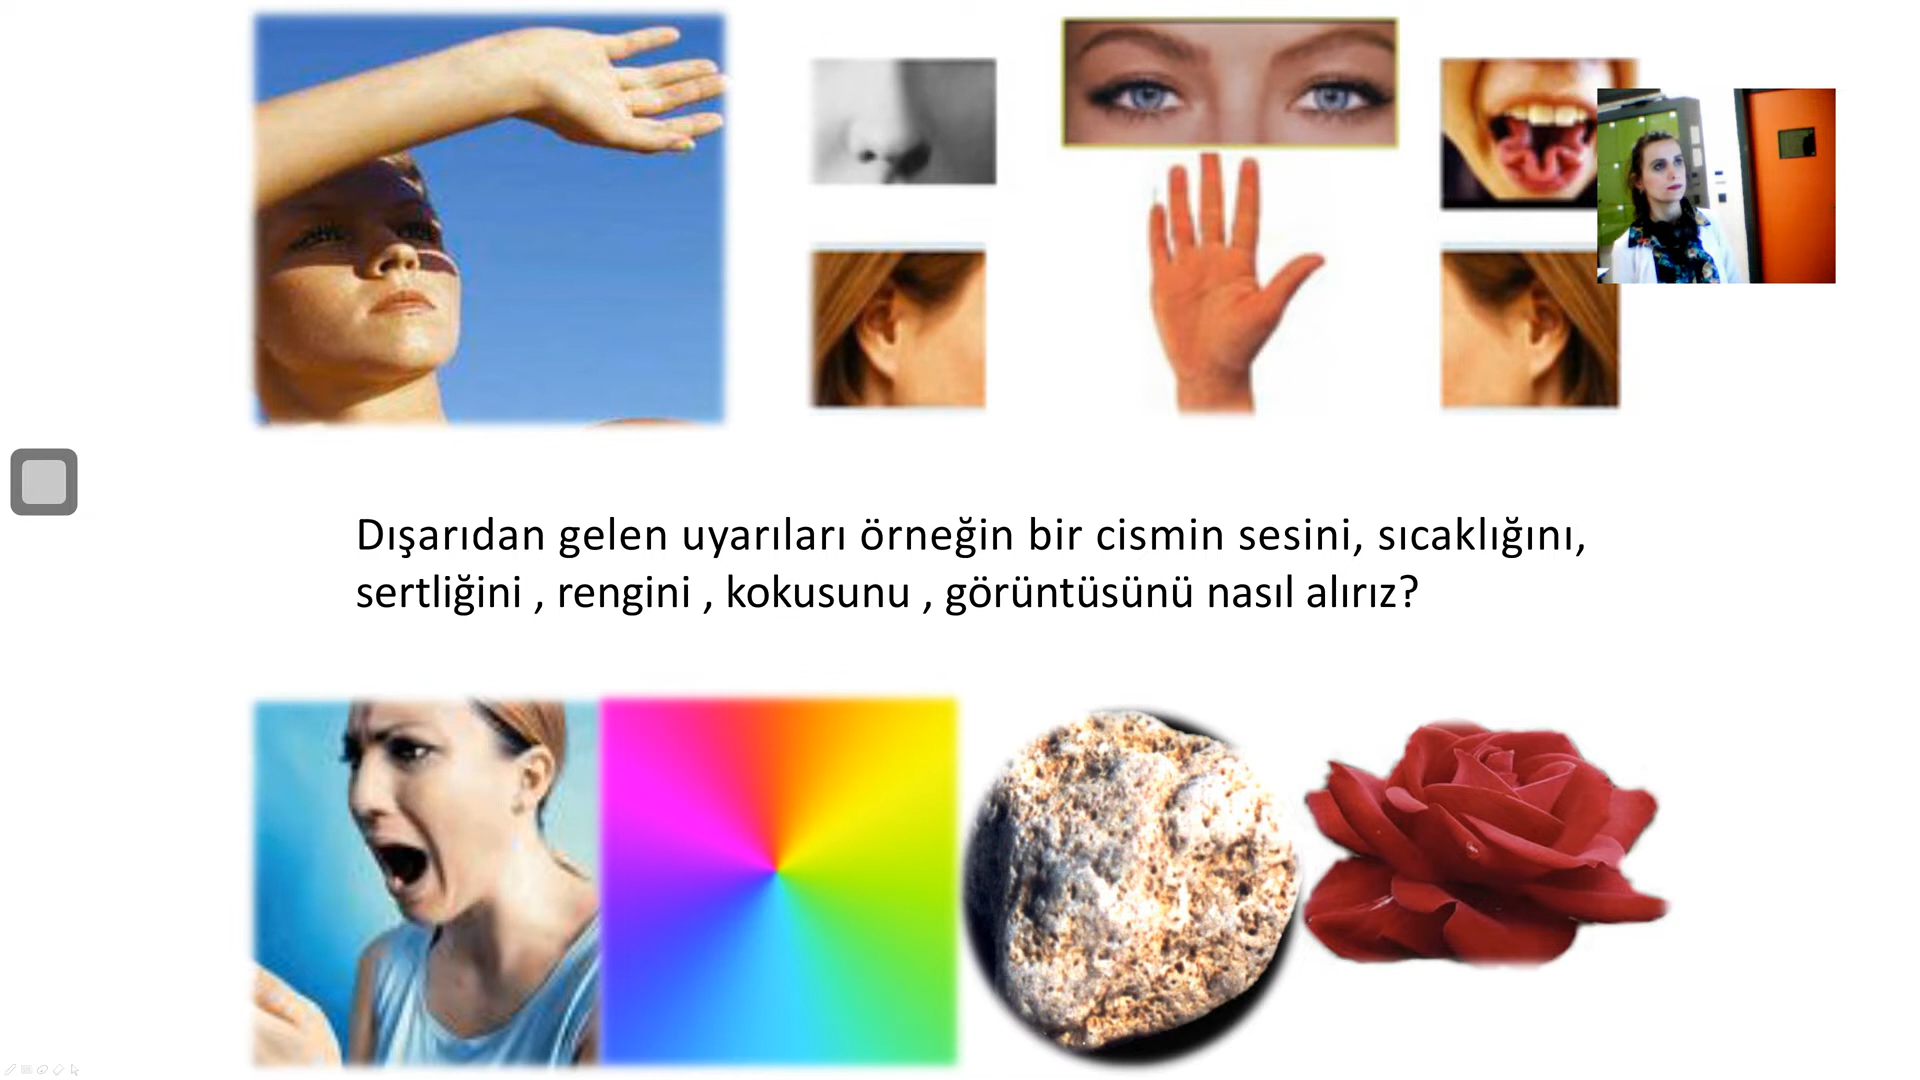 Dışarıdan gelen uyarıları örneğin bir cismin sesini, sıcaklığını,
sertliğini , rengini , kokusunu , görüntüsünü nasıl alırız?